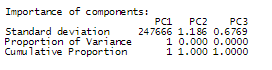 Importance of components:
PC1 PC2 PC3
Standard deviation 247666 1.186 0.6769
Proportion of Variance 1 0.000 0.0000
Cumulative Proportion 1 1.000 1.0000